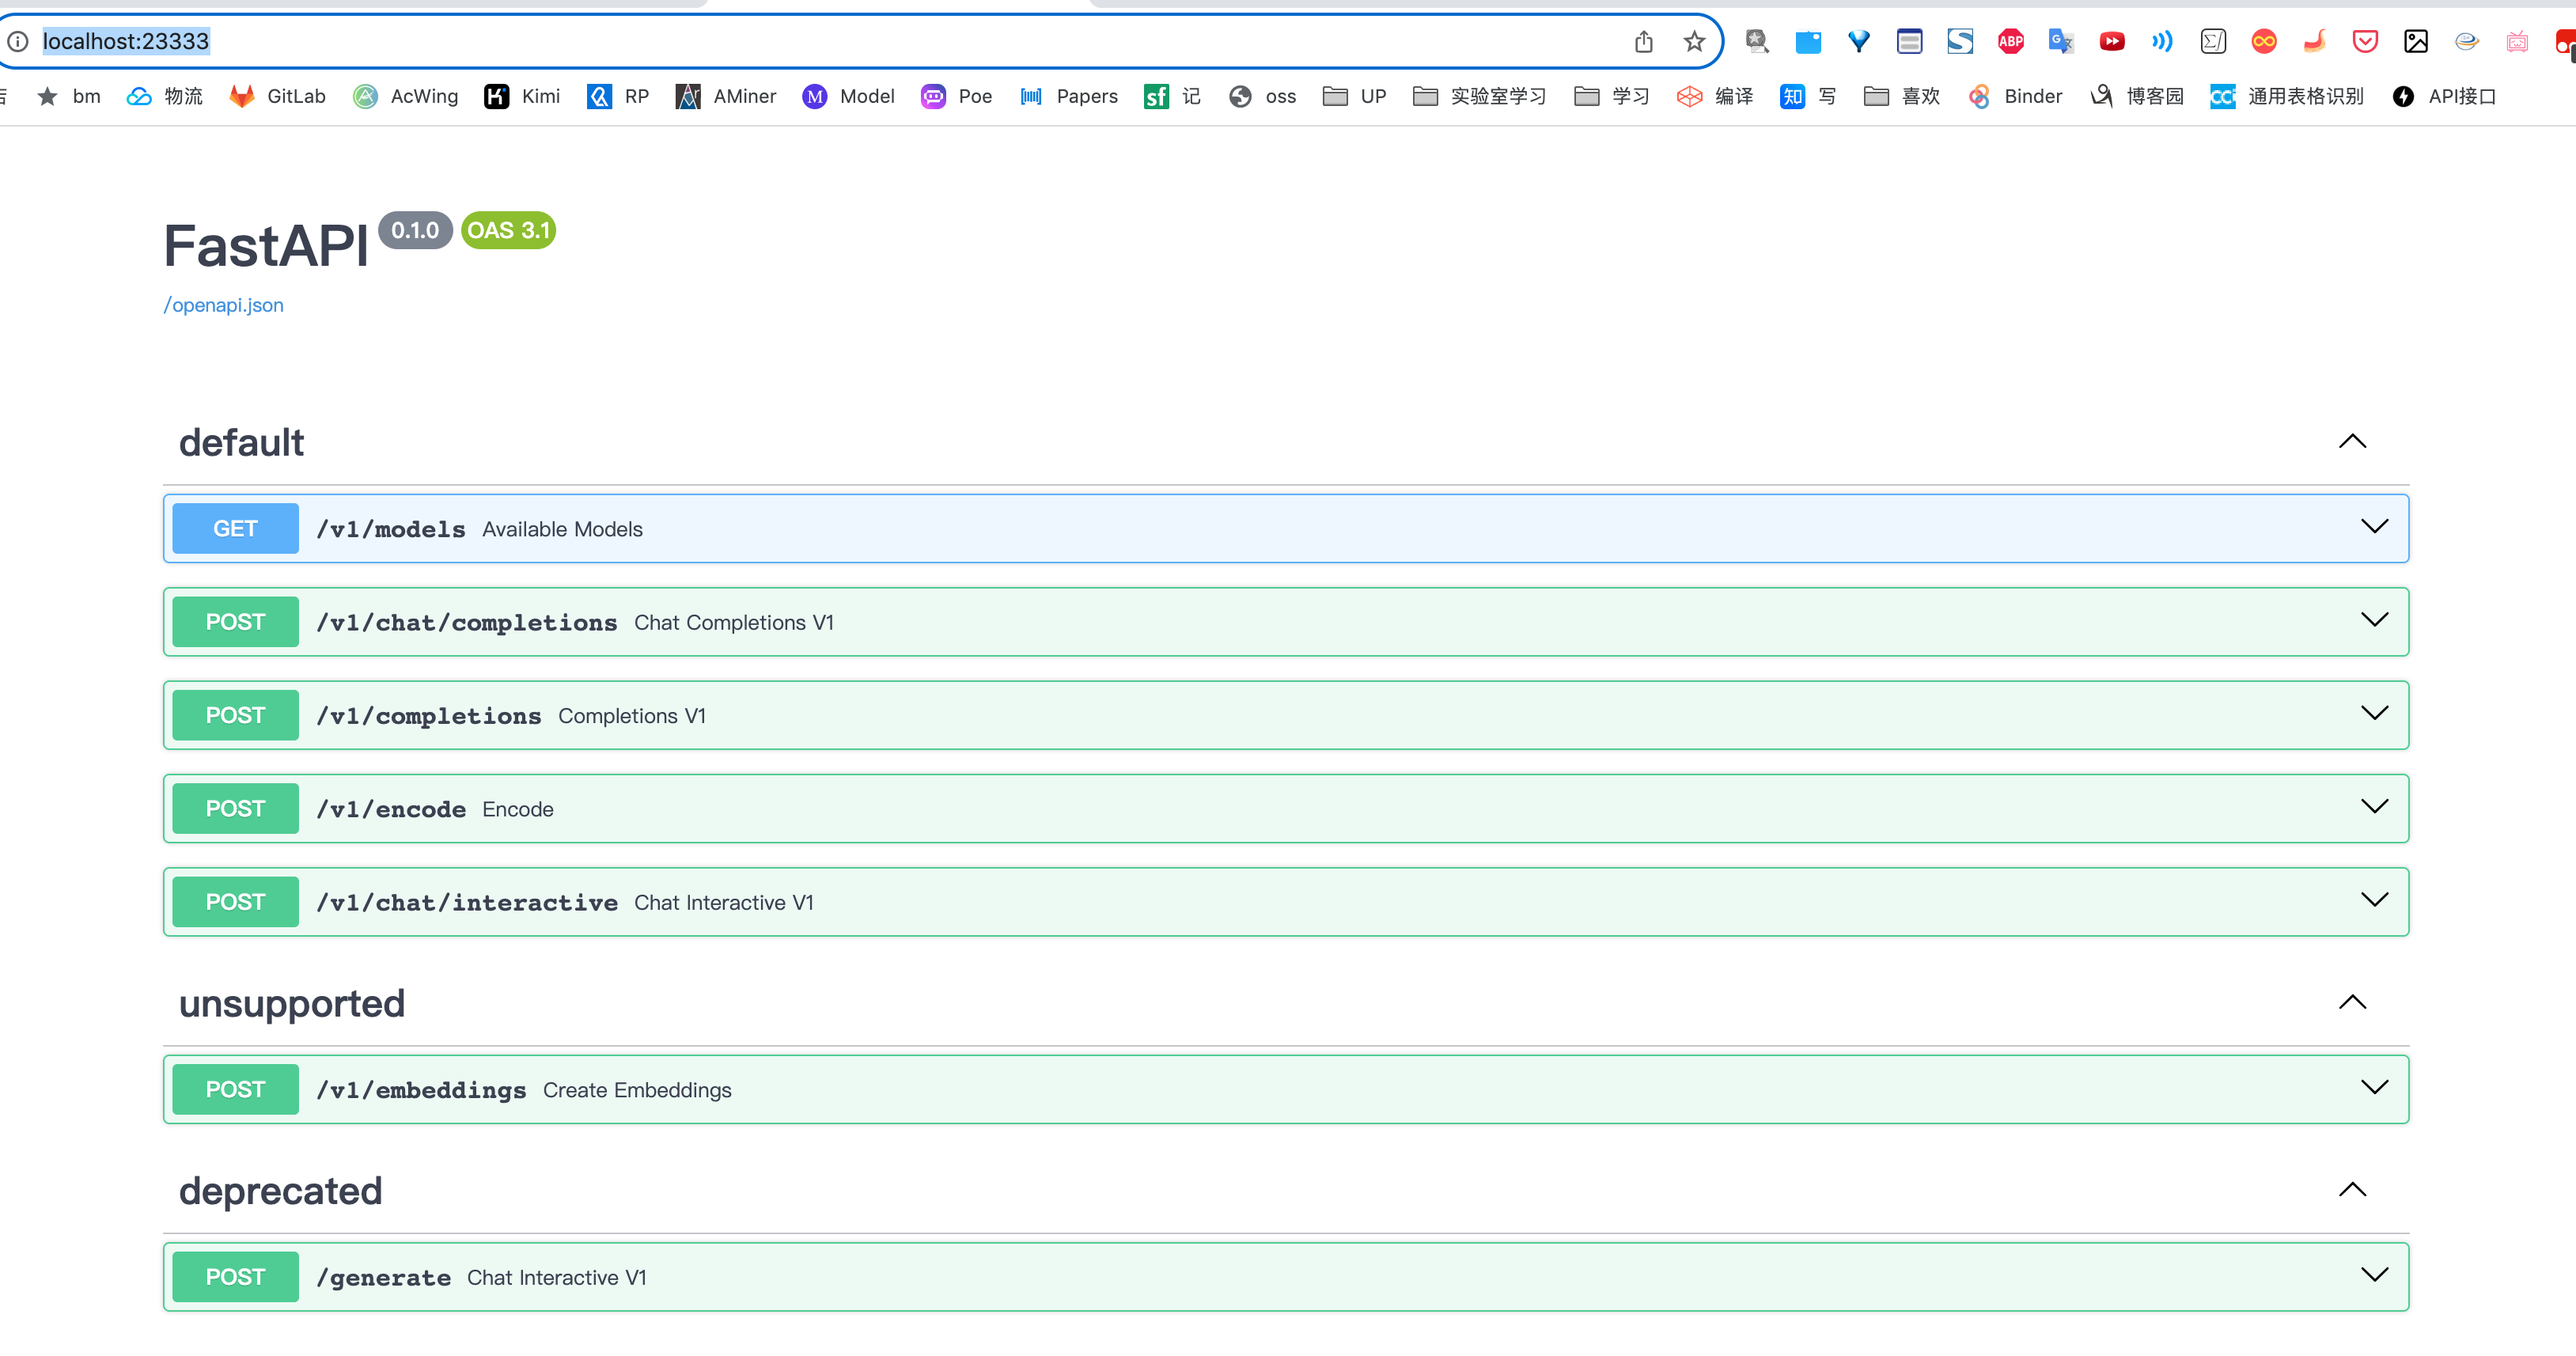 localhost:23333
bm 物流 GitLab AcWing Kimi RP AMiner Model Poe Papers 记 oss UP 实验室学习 学习 编译 写 喜欢 Binder 博客园 通用表格识别 API接口
FastAPI 0.1.0 OAS 3.1
/openapi.json
default
GET /v1/models Available Models
POST /v1/chat/completions Chat Completions V1
POST /v1/completions Completions V1
POST /v1/encode Encode
POST /v1/chat/interactive Chat Interactive V1
unsupported
POST /v1/embeddings Create Embeddings
deprecated
POST /generate Chat Interactive V1